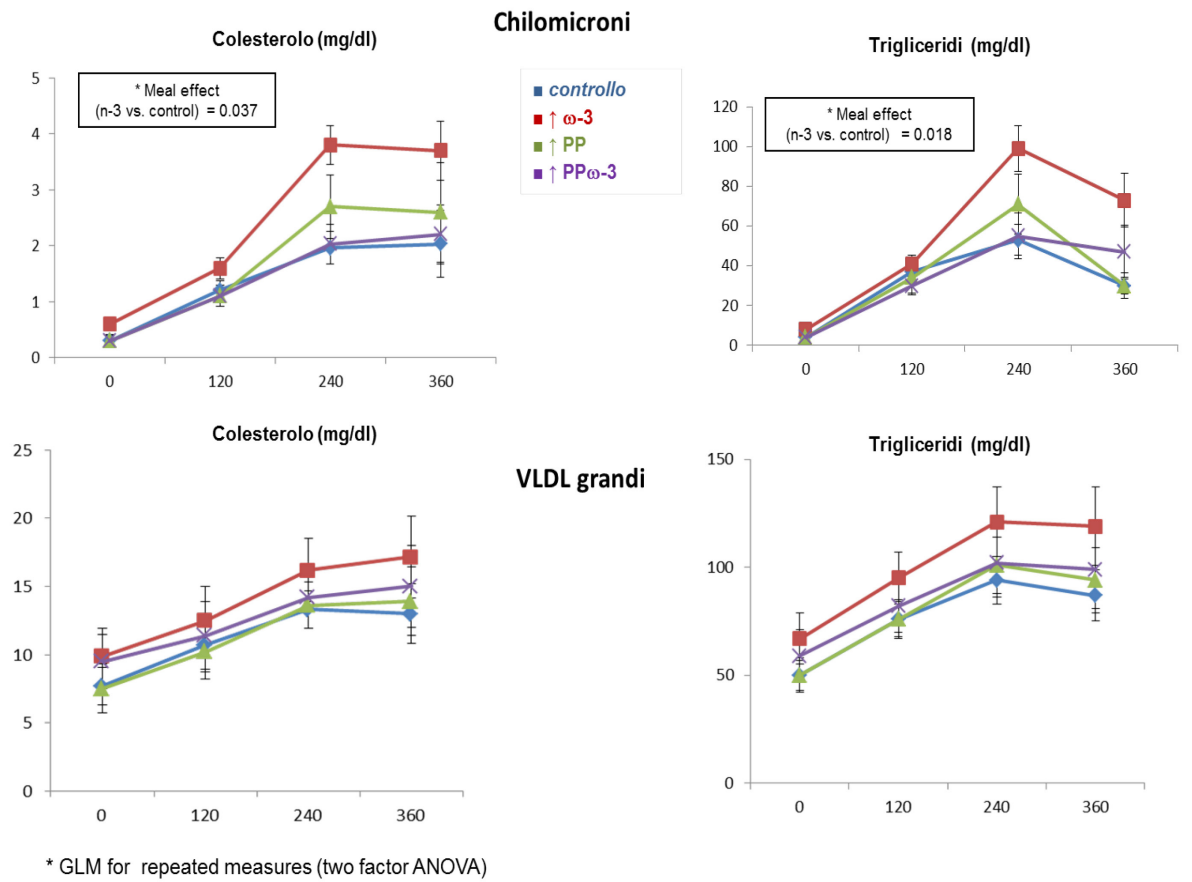 Chilomicroni
Colesterolo (mg/dl)
* Meal effect
(n-3 vs. control) = 0.037
5
4
3
2
1
0
0 120 240 360
controllo
↑ ω-3
↑ PP
↑ PPω-3
Trigliceridi (mg/dl)
* Meal effect
(n-3 vs. control) = 0.018
120
100
80
60
40
20
0
0 120 240 360
VLDL grandi
Colesterolo (mg/dl)
25
20
15
10
5
0
0 120 240 360
Trigliceridi (mg/dl)
150
100
50
0
0 120 240 360
* GLM for repeated measures (two factor ANOVA)